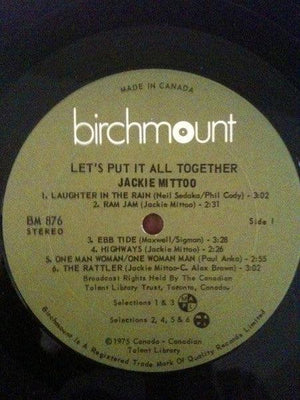 MADE IN CANADA
birchmount
LET'S PUT IT ALL TOGETHER
JACKIE MITTOO
1. LAUGHTER IN THE RAIN (Neil Sedaka/Phil Cody) - 3:02
2. RAM JAM (Jackie Mittoo) - 2:31
BM 876
STEREO
Side 1
3. EBB TIDE (Maxwell/Sigman) - 3:28
4. HIGHWAYS (Jackie Mittoo) - 2:26
5. ONE MAN WOMAN/ONE WOMAN MAN (Paul Anka) - 2:52
6. THE RATTLER (Jackie Mittoo-C. Alex Brown) - 3:02
Broadcast Rights Held By the Canadian
Talent Library Trust, Toronto, Canada.
Selections 1 & 3
Selections 2, 4, 5 & 6
℗1975 Canada - Canadian
Talent Library
Birchmount Is A Registered Trade Mark Of Quality Records Limited